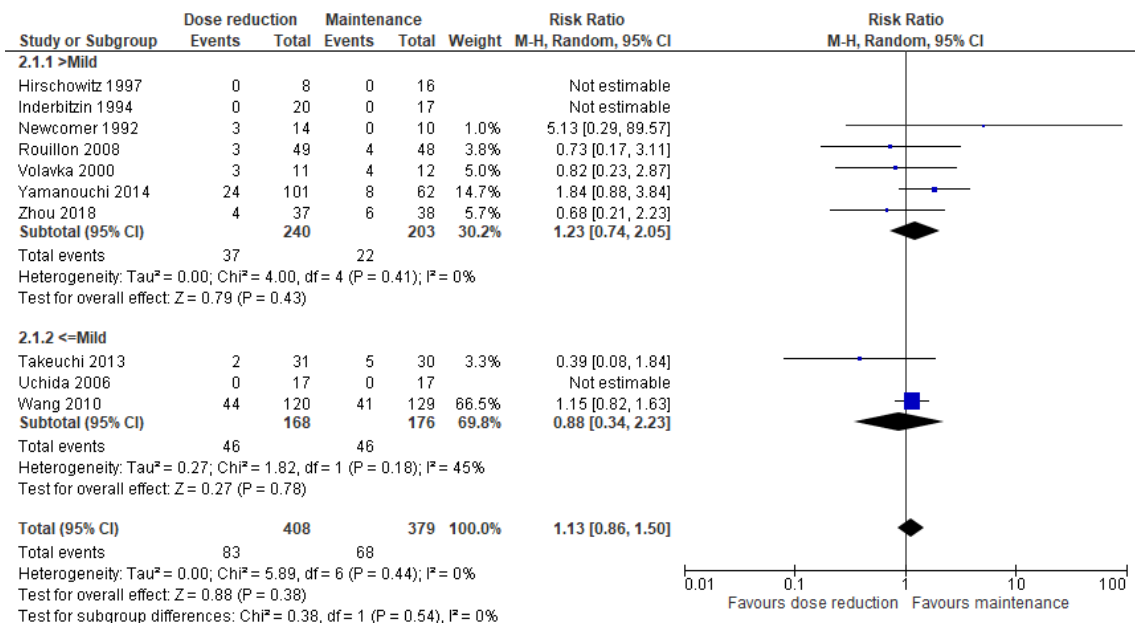 Dose reduction Maintenance Risk Ratio Risk Ratio
Study or Subgroup Events Total Events Total Weight M-H, Random, 95% CI M-H, Random, 95% CI
2.1.1 >Mild
Hirschowitz 1997 0 8 0 16 Not estimable
Inderbitzin 1994 0 20 0 17 Not estimable
Newcomer 1992 3 14 0 10 1.0% 5.13 [0.29, 89.57]
Rouillon 2008 3 49 4 48 3.8% 0.73 [0.17, 3.11]
Volavka 2000 3 11 4 12 5.0% 0.82 [0.23, 2.87]
Yamanouchi 2014 24 101 8 62 14.7% 1.84 [0.88, 3.84]
Zhou 2018 4 37 6 38 5.7% 0.68 [0.21, 2.23]
Subtotal (95% CI) 240 203 30.2% 1.23 [0.74, 2.05]
Total events 37 22
Heterogeneity: Tau² = 0.00; Chi² = 4.00, df = 4 (P = 0.41); I² = 0%
Test for overall effect: Z = 0.79 (P = 0.43)
2.1.2 <=Mild
Takeuchi 2013 2 31 5 30 3.3% 0.39 [0.08, 1.84]
Uchida 2006 0 17 0 17 Not estimable
Wang 2010 44 120 41 129 66.5% 1.15 [0.82, 1.63]
Subtotal (95% CI) 168 176 69.8% 0.88 [0.34, 2.23]
Total events 46 46
Heterogeneity: Tau² = 0.27; Chi² = 1.82, df = 1 (P = 0.18); I² = 45%
Test for overall effect: Z = 0.27 (P = 0.78)
Total (95% CI) 408 379 100.0% 1.13 [0.86, 1.50]
Total events 83 68
Heterogeneity: Tau² = 0.00; Chi² = 5.89, df = 6 (P = 0.44); I² = 0%
Test for overall effect: Z = 0.88 (P = 0.38)
Test for subgroup differences: Chi² = 0.38, df = 1 (P = 0.54), I² = 0%
0.01 0.1 1 10 100
Favours dose reduction Favours maintenance